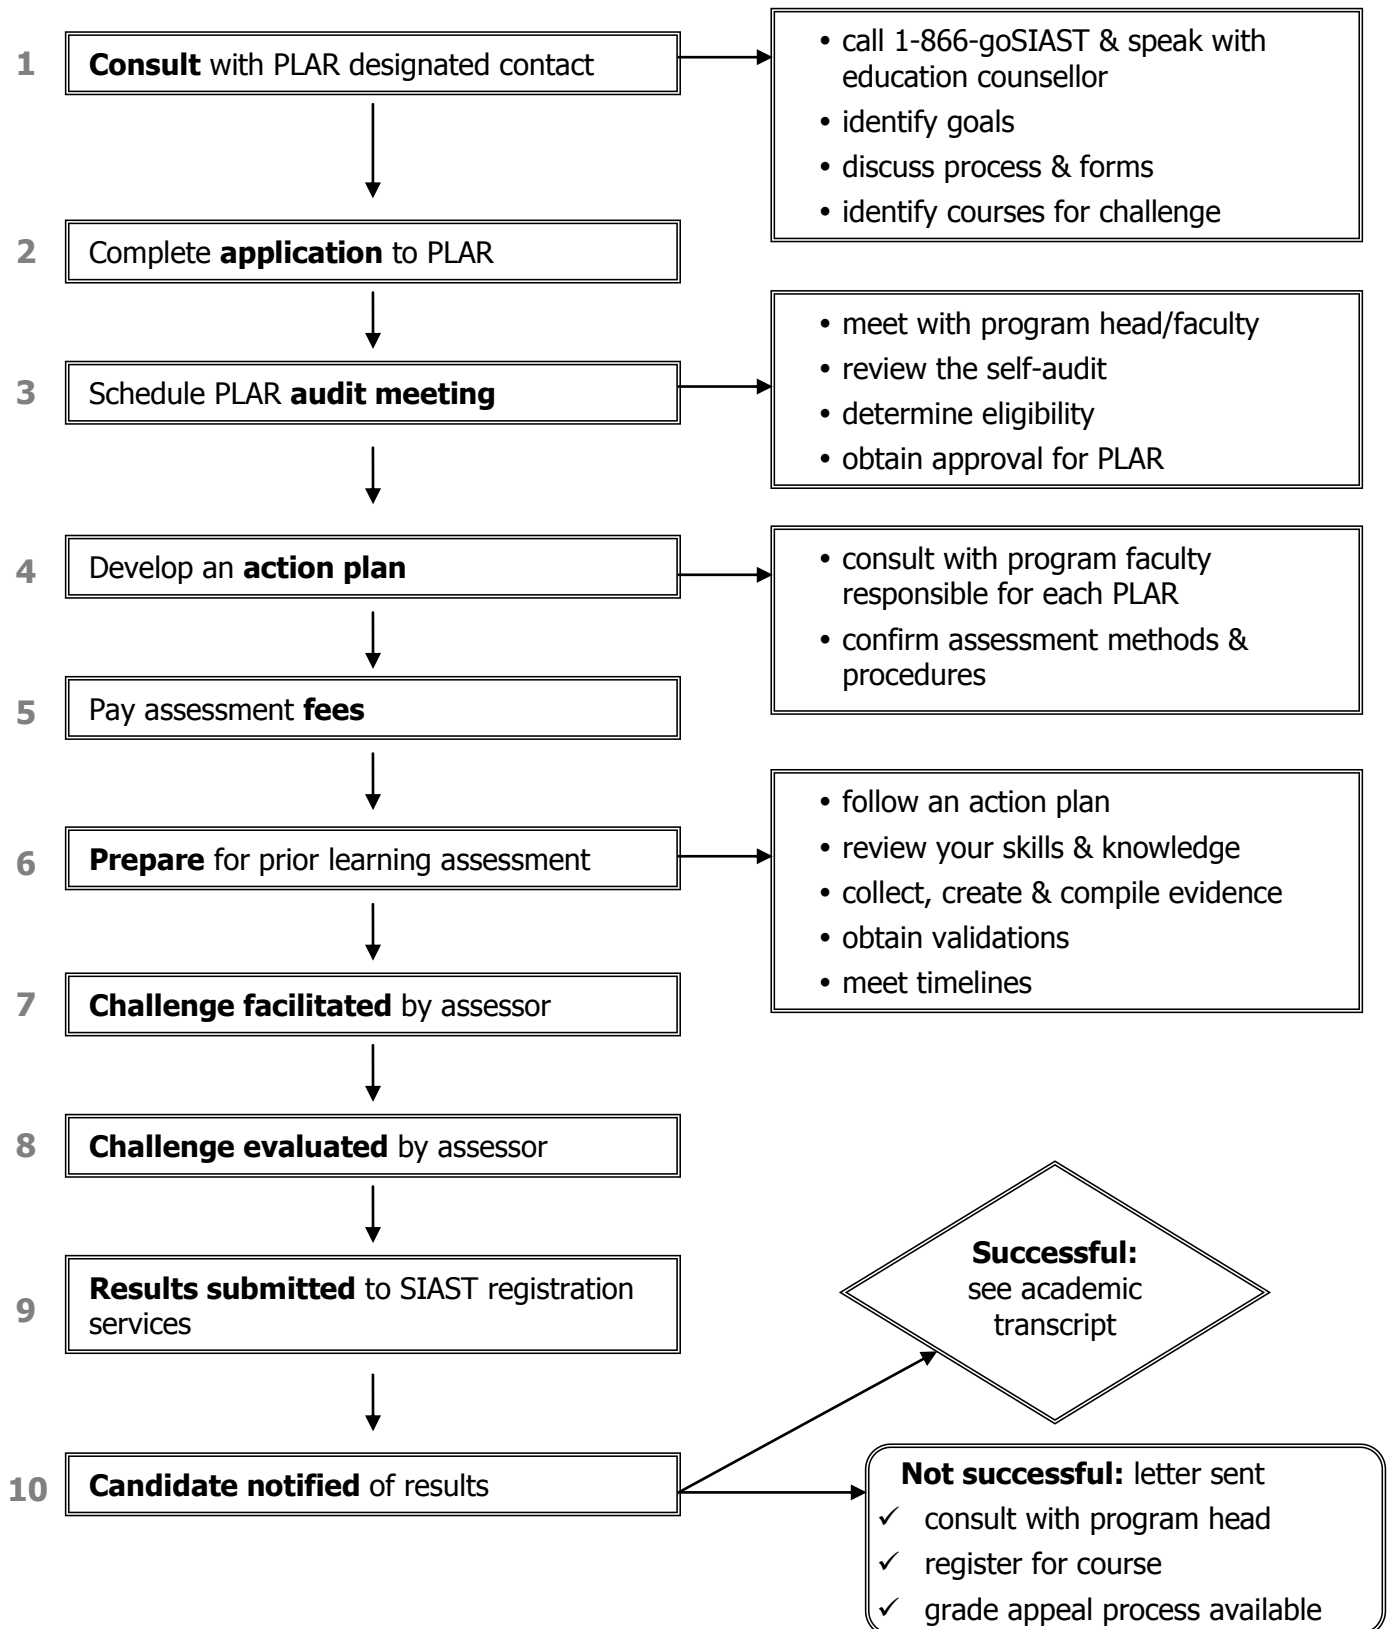 1
Consult with PLAR designated contact
• call 1-866-goSIAST & speak with
education counsellor
• identify goals
• discuss process & forms
• identify courses for challenge
2
Complete application to PLAR
3
Schedule PLAR audit meeting
• meet with program head/faculty
• review the self-audit
• determine eligibility
• obtain approval for PLAR
4
Develop an action plan
• consult with program faculty
responsible for each PLAR
• confirm assessment methods &
procedures
5
Pay assessment fees
6
Prepare for prior learning assessment
• follow an action plan
• review your skills & knowledge
• collect, create & compile evidence
• obtain validations
• meet timelines
7
Challenge facilitated by assessor
8
Challenge evaluated by assessor
9
Results submitted to SIAST registration
services
10
Candidate notified of results
Successful:
see academic
transcript
Not successful: letter sent
✓ consult with program head
✓ register for course
✓ grade appeal process available